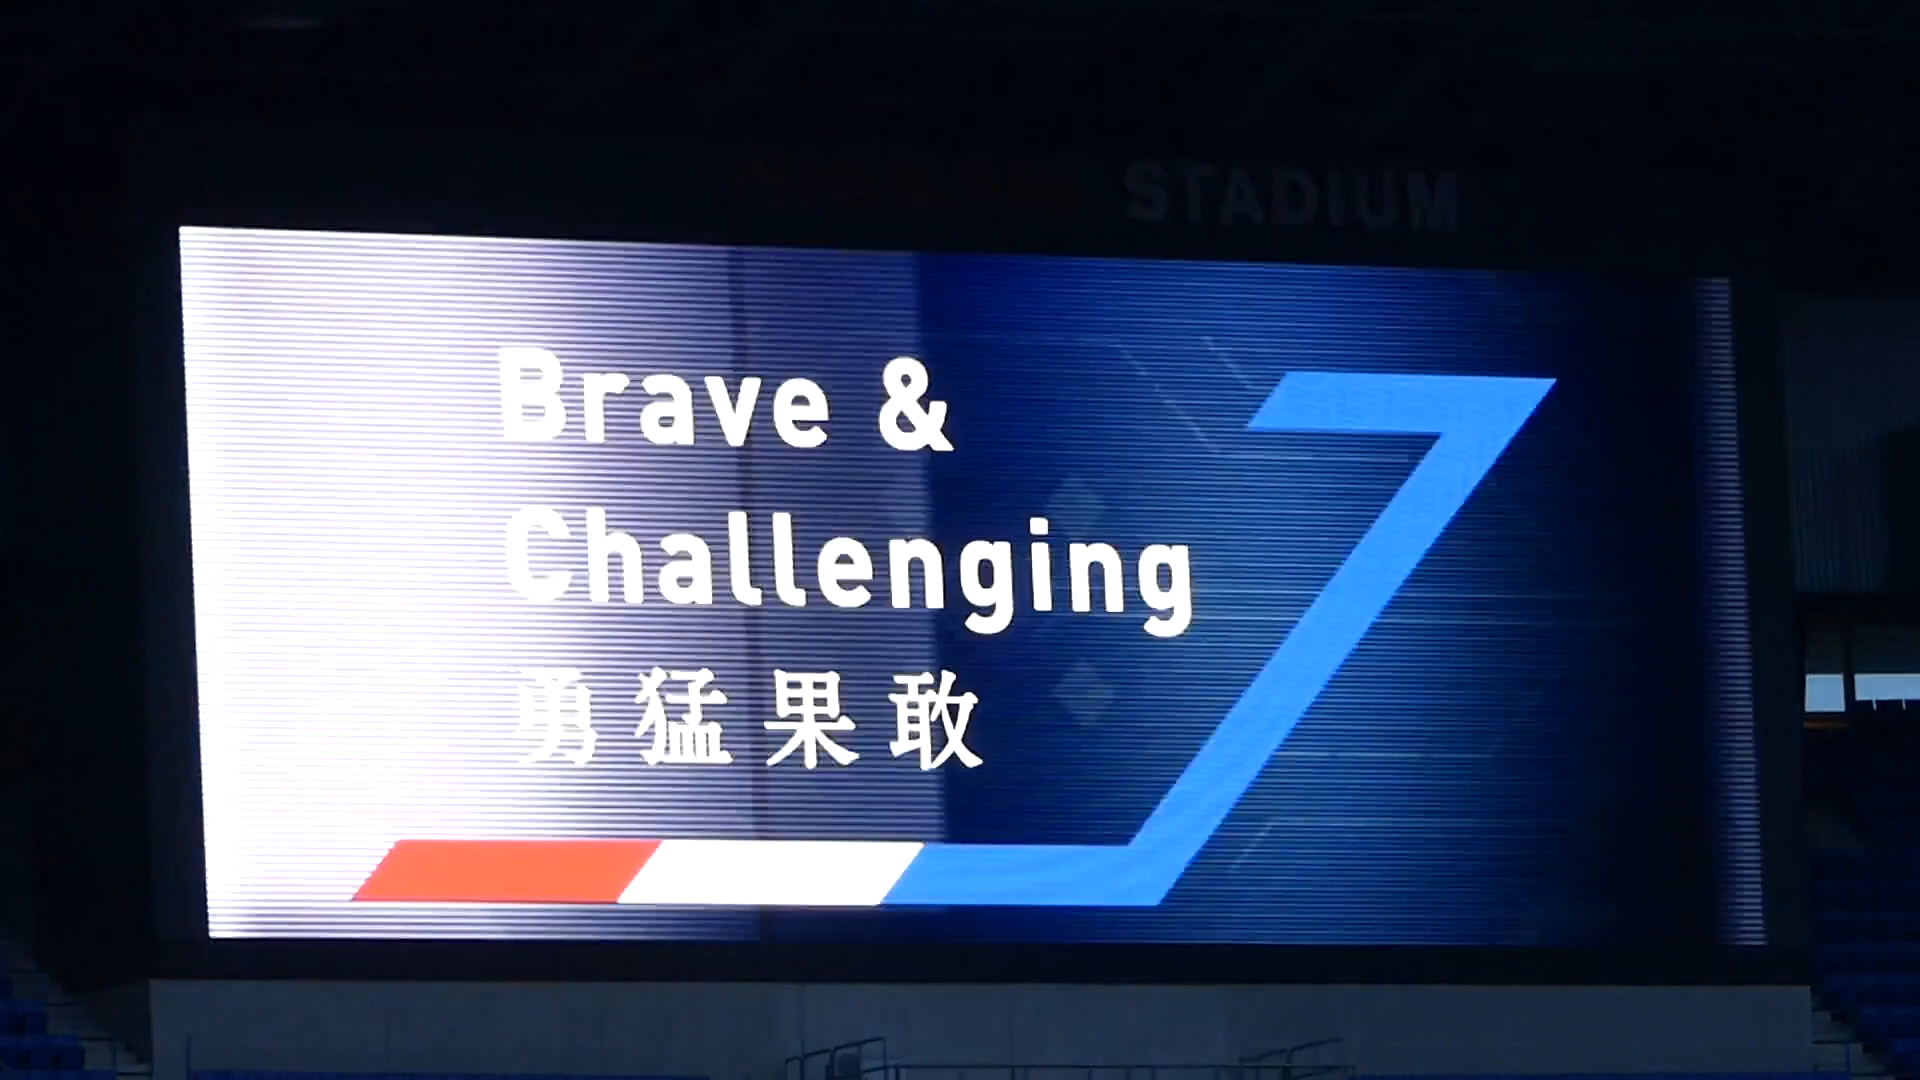 STADIUM
Brave &
Challenging
勇猛果敢